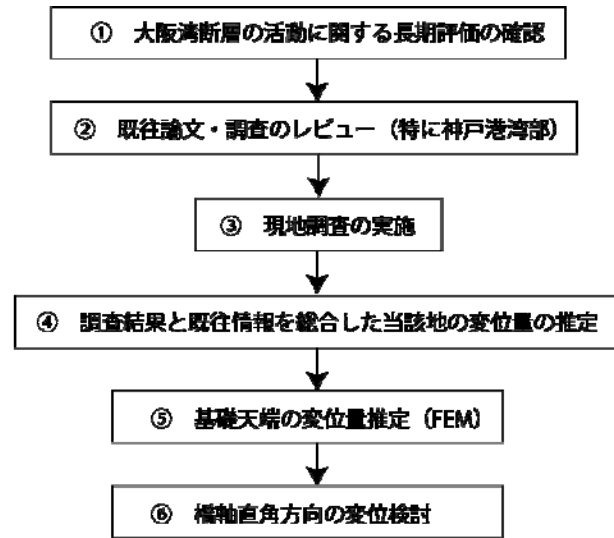 ① 大阪湾断層の活動に関する長期評価の確認
② 既往論文・調査のレビュー（特に神戸港湾部）
③ 現地調査の実施
④ 調査結果と既往情報を総合した当該地の変位量の推定
⑤ 基礎天端の変位量推定（FEM）
⑥ 橋軸直角方向の変位検討